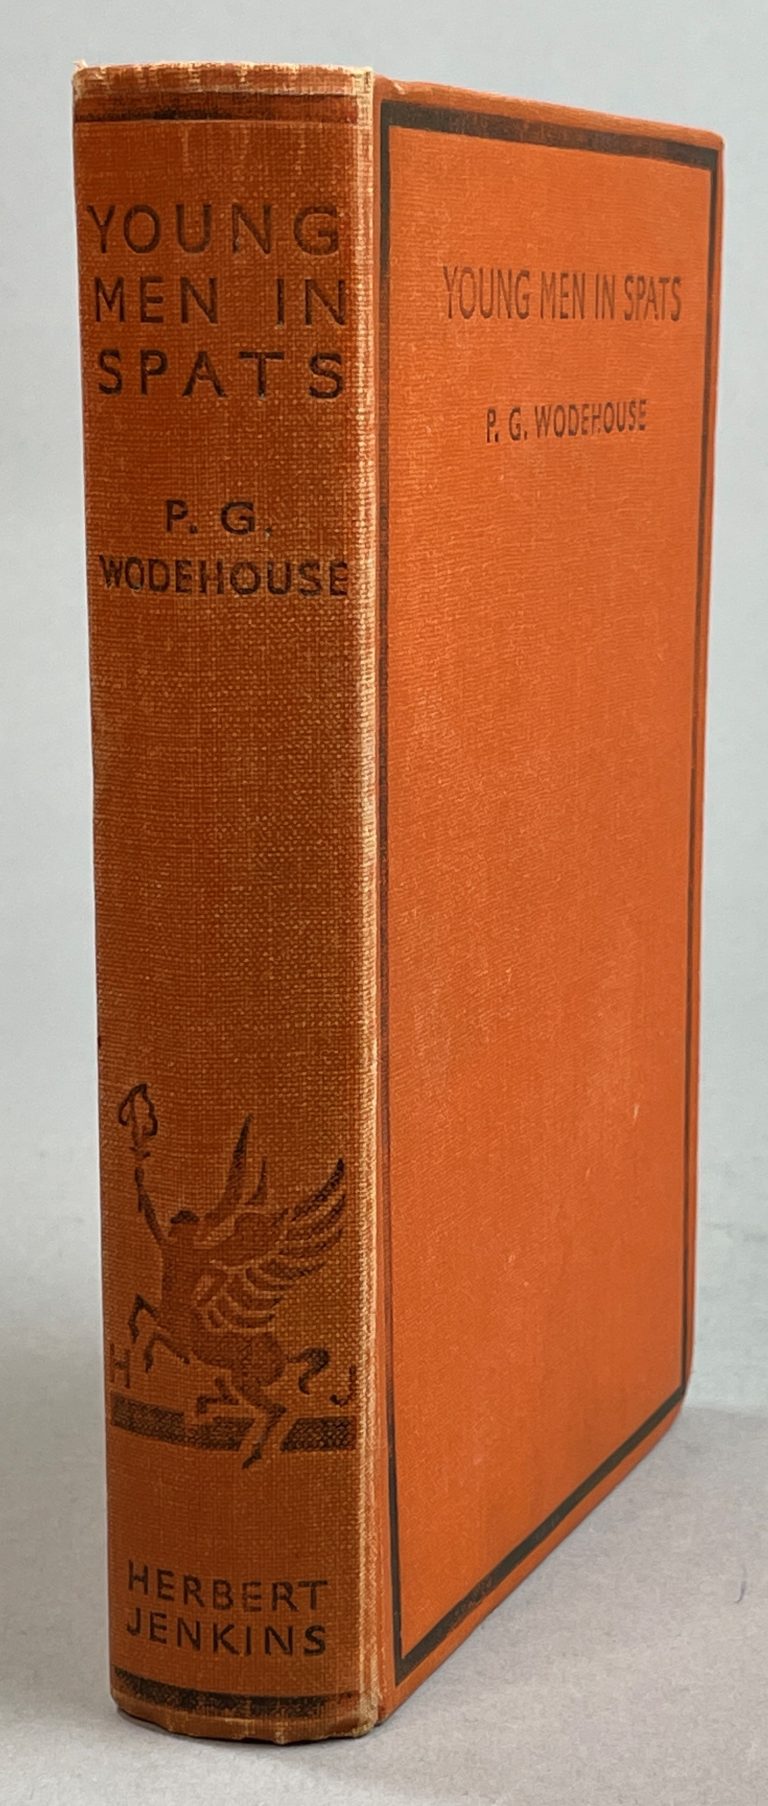 YOUNG
MEN IN
SPATS
P. G.
WODEHOUSE
H J
HERBERT
JENKINS
YOUNG MEN IN SPATS
P. G. WODEHOUSE